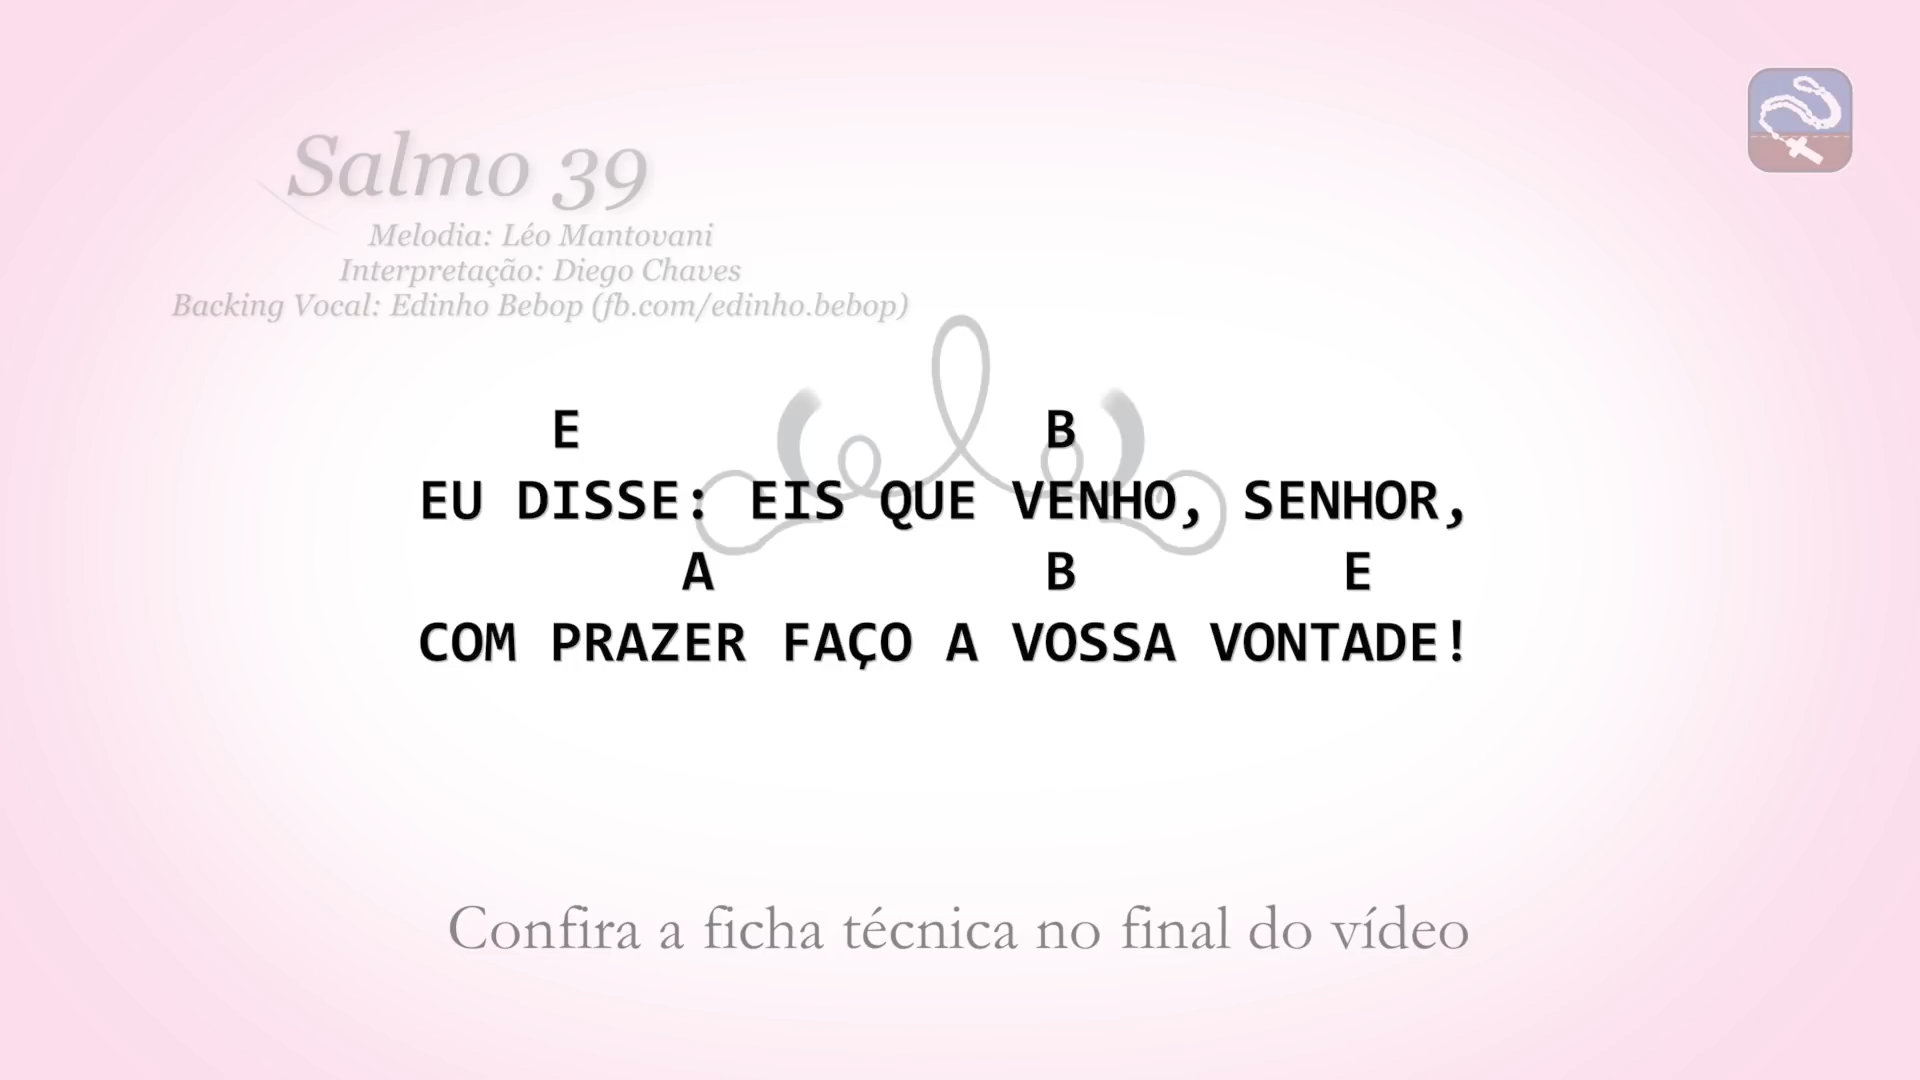 Salmo 39
Melodia: Léo Mantovani
Interpretação: Diego Chaves
Backing Vocal: Edinho Bebop (fb.com/edinho.bebop)
E B
EU DISSE: EIS QUE VENHO, SENHOR,
A B E
COM PRAZER FAÇO A VOSSA VONTADE!
Confira a ficha técnica no final do vídeo